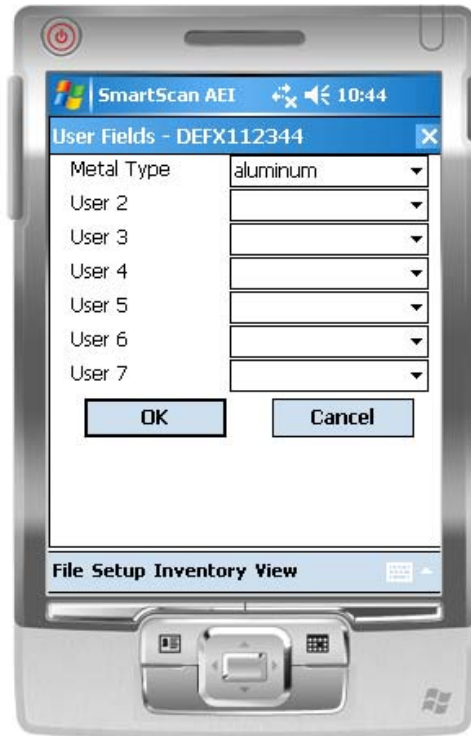 SmartScan AEI 10:44
User Fields - DEFX112344
Metal Type aluminum
User 2
User 3
User 4
User 5
User 6
User 7
OK Cancel
File Setup Inventory View